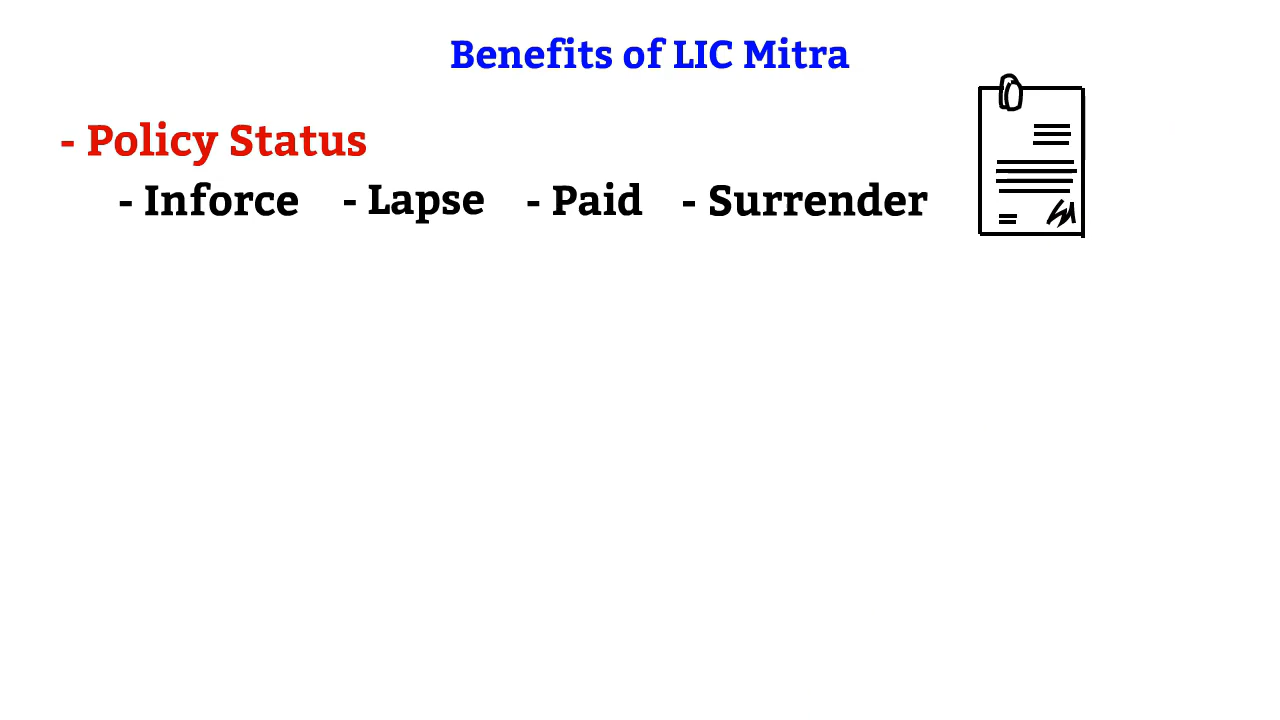 Benefits of LIC Mitra
- Policy Status
- Inforce - Lapse - Paid - Surrender